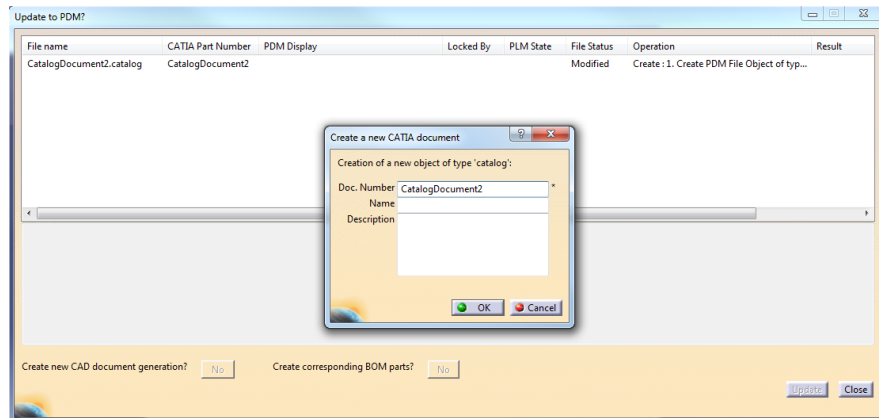 Update to PDM?
File name CATIA Part Number PDM Display Locked By PLM State File Status Operation Result
CatalogDocument2.catalog CatalogDocument2 Modified Create : 1. Create PDM File Object of typ...
Create a new CATIA document
Creation of a new object of type 'catalog':
Doc. Number CatalogDocument2 *
Name
Description
OK Cancel
Create new CAD document generation? No Create corresponding BOM parts? No
Update Close